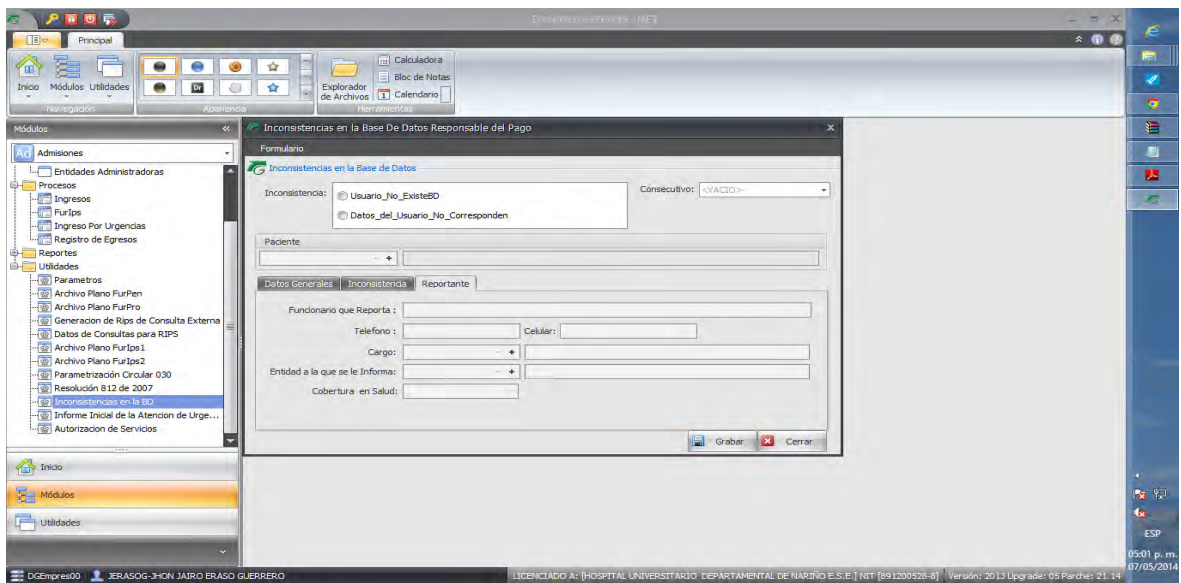 Dinamica Gerencial .NET
Principal
Inicio
Módulos
Utilidades
Navegación
Dr
Apariencia
Explorador de Archivos
Calculadora
Bloc de Notas
Calendario
Herramientas
Módulos
Ad Admisiones
Entidades Administradoras
Procesos
Ingresos
FurIps
Ingreso Por Urgencias
Registro de Egresos
Reportes
Utilidades
Parametros
Archivo Plano FurPen
Archivo Plano FurPro
Generacion de Rips de Consulta Externa
Datos de Consultas para RIPS
Archivo Plano FurIps1
Archivo Plano FurIps2
Parametrización Circular 030
Resolución 812 de 2007
Inconsistencias en la BD
Informe Inicial de la Atencion de Urge...
Autorizacion de Servicios
Inicio
Módulos
Utilidades
Inconsistencias en la Base De Datos Responsable del Pago
Formulario
Inconsistencias en la Base de Datos
Inconsistencia:
Usuario_No_ExisteBD
Datos_del_Usuario_No_Corresponden
Consecutivo: <VACIO>
Paciente
Datos Generales
Inconsistencia
Reportante
Funcionario que Reporta :
Telefono :
Celular:
Cargo:
Entidad a la que se le Informa:
Cobertura en Salud:
Grabar
Cerrar
ESP
05:01 p. m.
07/05/2014
DGEmpres00
JERASOG-JHON JAIRO ERASO GUERRERO
LICENCIADO A: [HOSPITAL UNIVERSITARIO DEPARTAMENTAL DE NARIÑO E.S.E.] NIT [891200528-8]
Versión: 2013 Upgrade: 05 Parche: 21.14